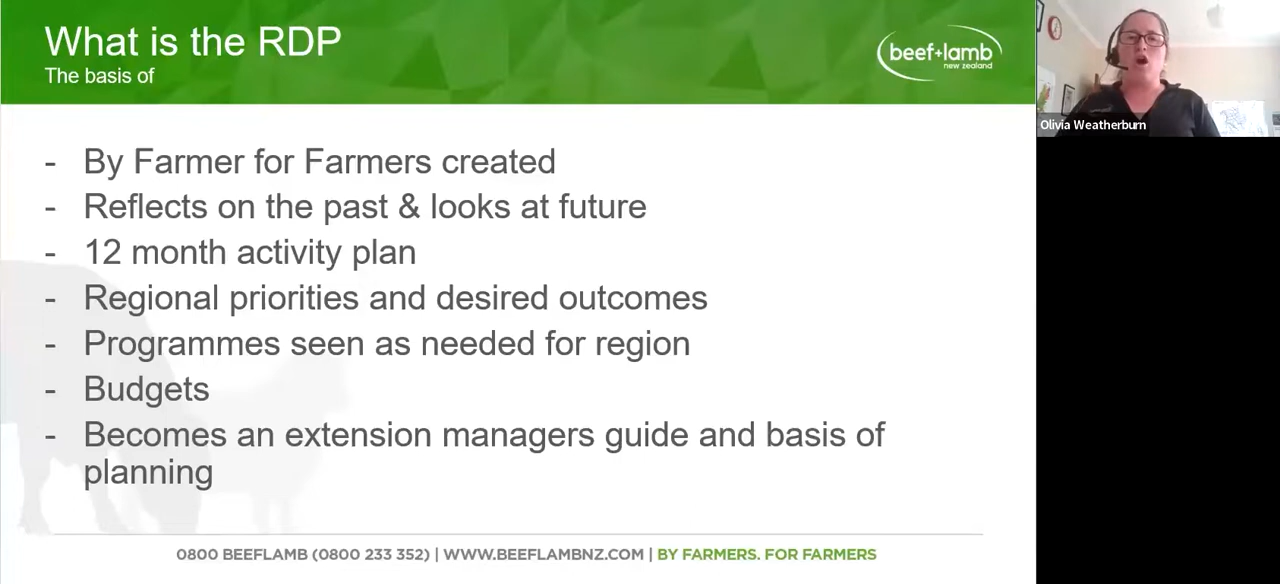 What is the RDP
The basis of
beef+lamb
new zealand
Olivia Weatherburn
- By Farmer for Farmers created
- Reflects on the past & looks at future
- 12 month activity plan
- Regional priorities and desired outcomes
- Programmes seen as needed for region
- Budgets
- Becomes an extension managers guide and basis of
planning
0800 BEEFLAMB (0800 233 352) | WWW.BEEFLAMBNZ.COM | BY FARMERS. FOR FARMERS